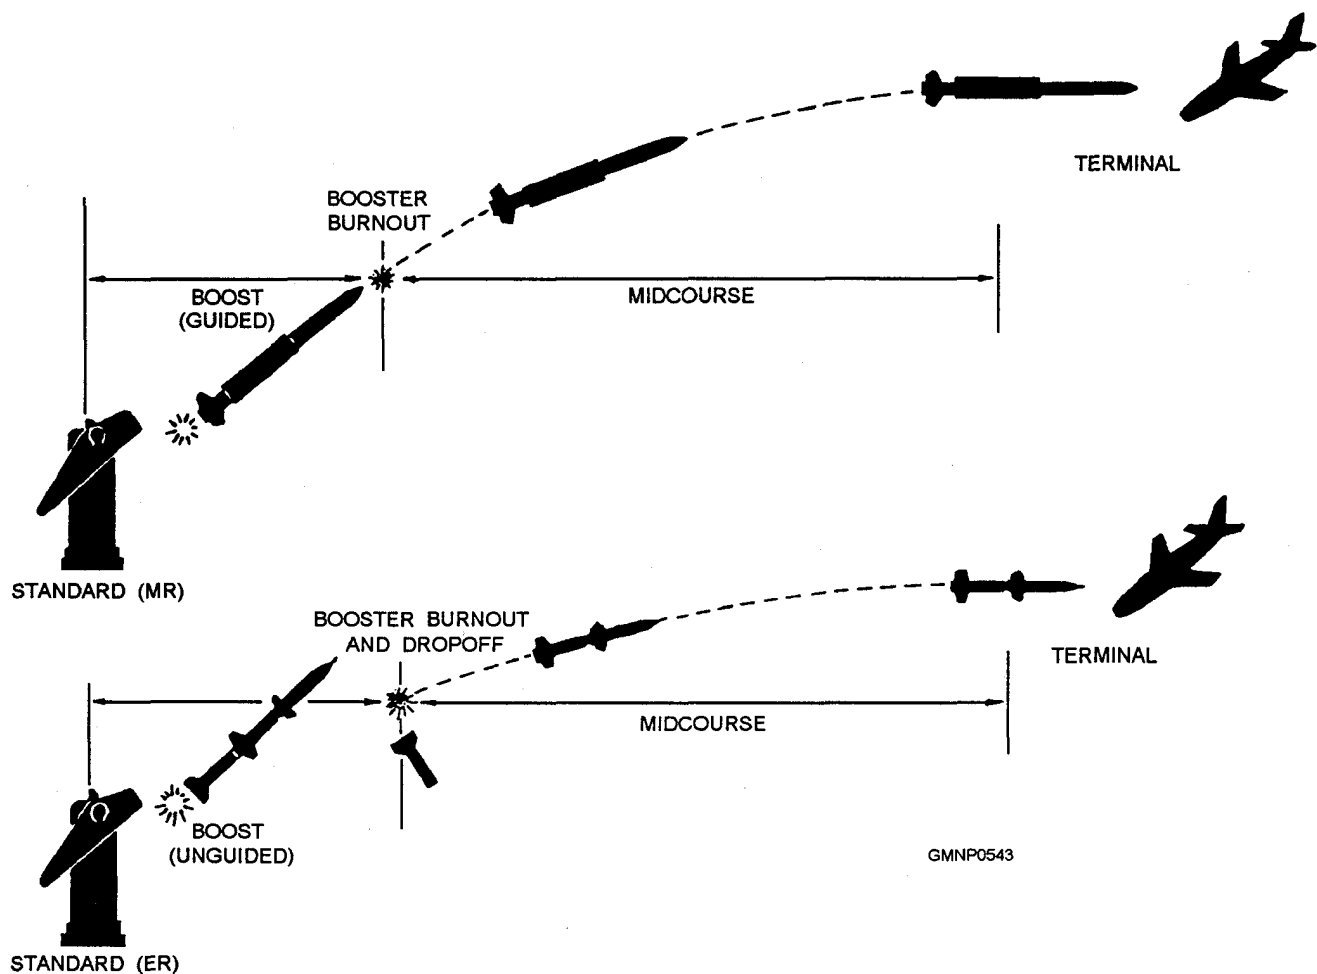 TERMINAL
BOOSTER
BURNOUT
BOOST
(GUIDED)
MIDCOURSE
STANDARD (MR)
BOOSTER BURNOUT
AND DROPOFF
TERMINAL
MIDCOURSE
BOOST
(UNGUIDED)
GMNP0543
STANDARD (ER)